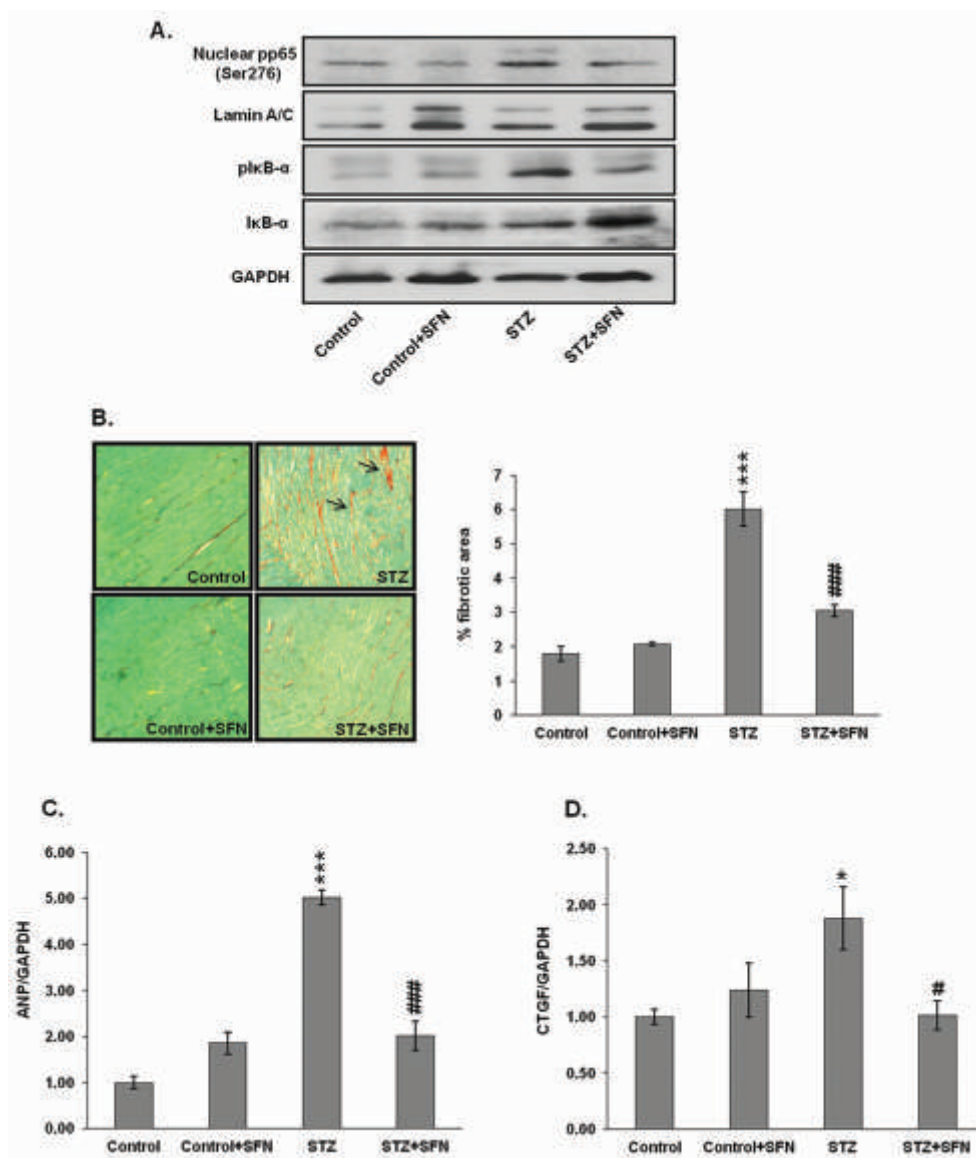 A.
Nuclear pp65
(Ser276)
Lamin A/C
pIκB-α
IκB-α
GAPDH
Control
Control+SFN
STZ
STZ+SFN
B.
Control
STZ
Control+SFN
STZ+SFN
% fibrotic area
7
6
5
4
3
2
1
0
***
###
Control
Control+SFN
STZ
STZ+SFN
C.
ANP/GAPDH
6.00
5.00
4.00
3.00
2.00
1.00
0.00
***
###
Control
Control+SFN
STZ
STZ+SFN
D.
CTGF/GAPDH
2.50
2.00
1.50
1.00
0.50
0.00
*
#
Control
Control+SFN
STZ
STZ+SFN